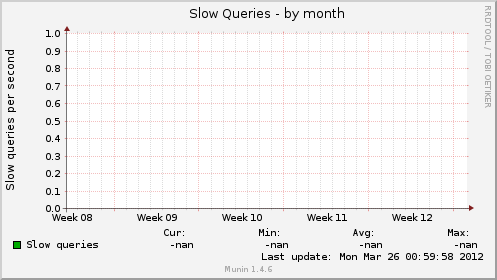 Slow Queries - by month
RRDTOOL / TOBI OETIKER
Slow queries per second
1.0
0.9
0.8
0.7
0.6
0.5
0.4
0.3
0.2
0.1
0.0
Week 08 Week 09 Week 10 Week 11 Week 12
Cur: Min: Avg: Max:
Slow queries -nan -nan -nan -nan
Last update: Mon Mar 26 00:59:58 2012
Munin 1.4.6